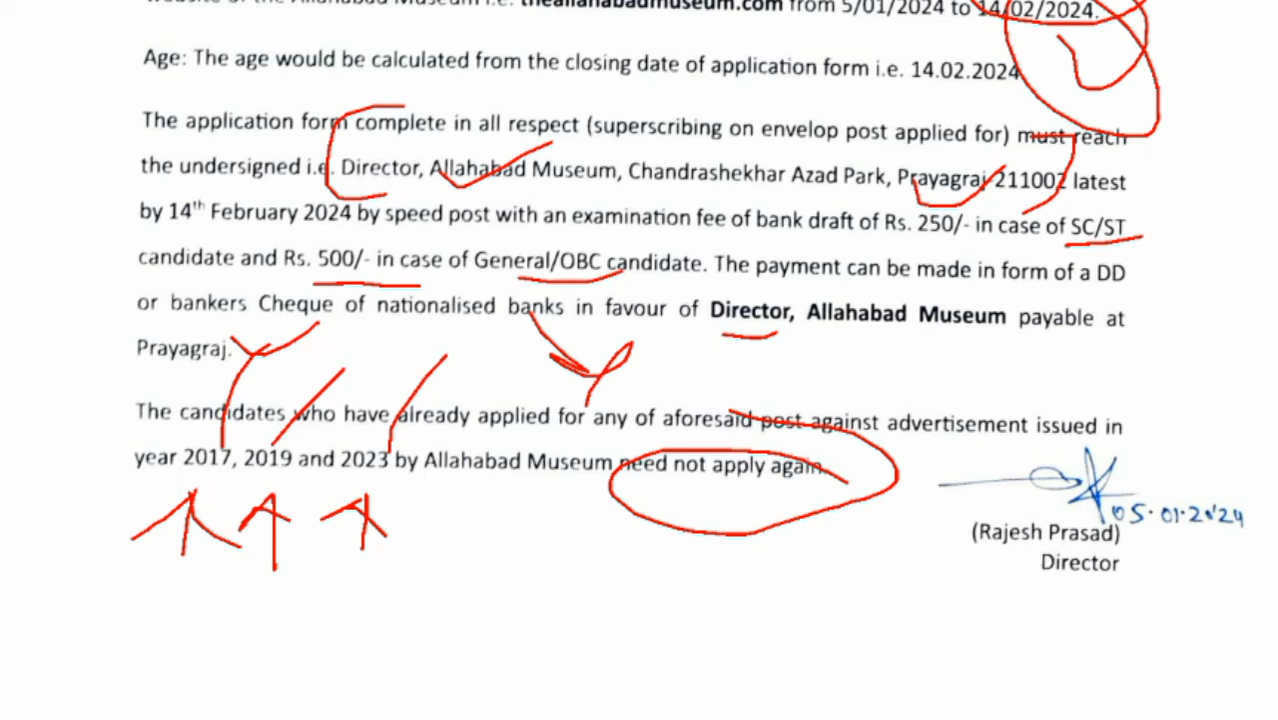 website of the Allahabad Museum i.e. theallahabadmuseum.com from 5/01/2024 to 14/02/2024.
Age: The age would be calculated from the closing date of application form i.e. 14.02.2024
The application form complete in all respect (superscribing on envelop post applied for) must reach
the undersigned i.e. Director, Allahabad Museum, Chandrashekhar Azad Park, Prayagraj 211002 latest
by 14th February 2024 by speed post with an examination fee of bank draft of Rs. 250/- in case of SC/ST
candidate and Rs. 500/- in case of General/OBC candidate. The payment can be made in form of a DD
or bankers Cheque of nationalised banks in favour of Director, Allahabad Museum payable at
Prayagraj.
The candidates who have already applied for any of aforesaid post against advertisement issued in
year 2017, 2019 and 2023 by Allahabad Museum need not apply again.
05.01.2024
(Rajesh Prasad)
Director